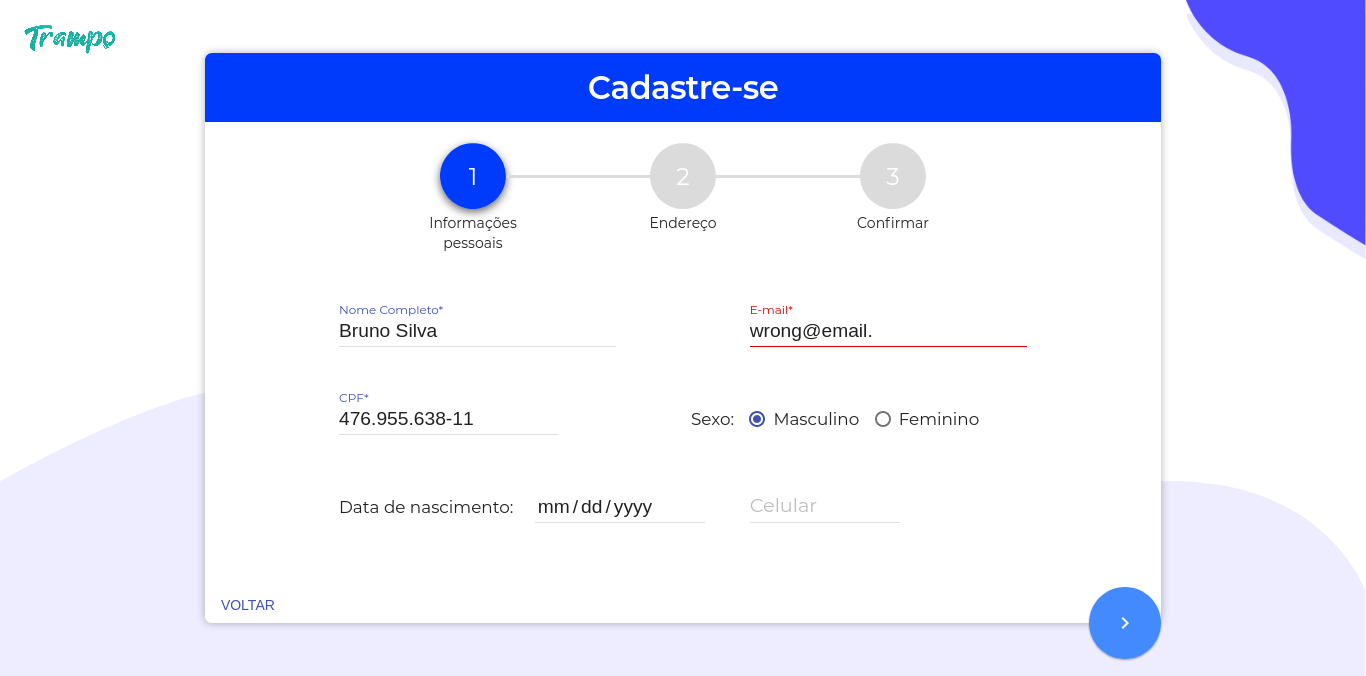 Trampo
Cadastre-se
1
2
3
Informações
pessoais
Endereço
Confirmar
Nome Completo*
E-mail*
Bruno Silva
wrong@email.
CPF*
476.955.638-11
Sexo:
Masculino
Feminino
Data de nascimento:
mm/dd/yyyy
Celular
VOLTAR